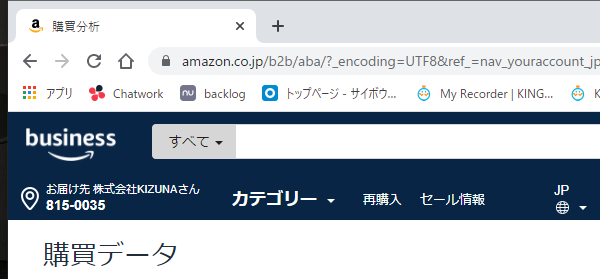 購買分析
amazon.co.jp/b2b/aba/?_encoding=UTF8&ref_=nav_youraccount_jp
アプリ Chatwork nu backlog トップページ - サイボウ... My Recorder | KING... KING
business すべて
お届け先 株式会社KIZUNAさん
815-0035 カテゴリー 再購入 セール情報 JP
購買データ